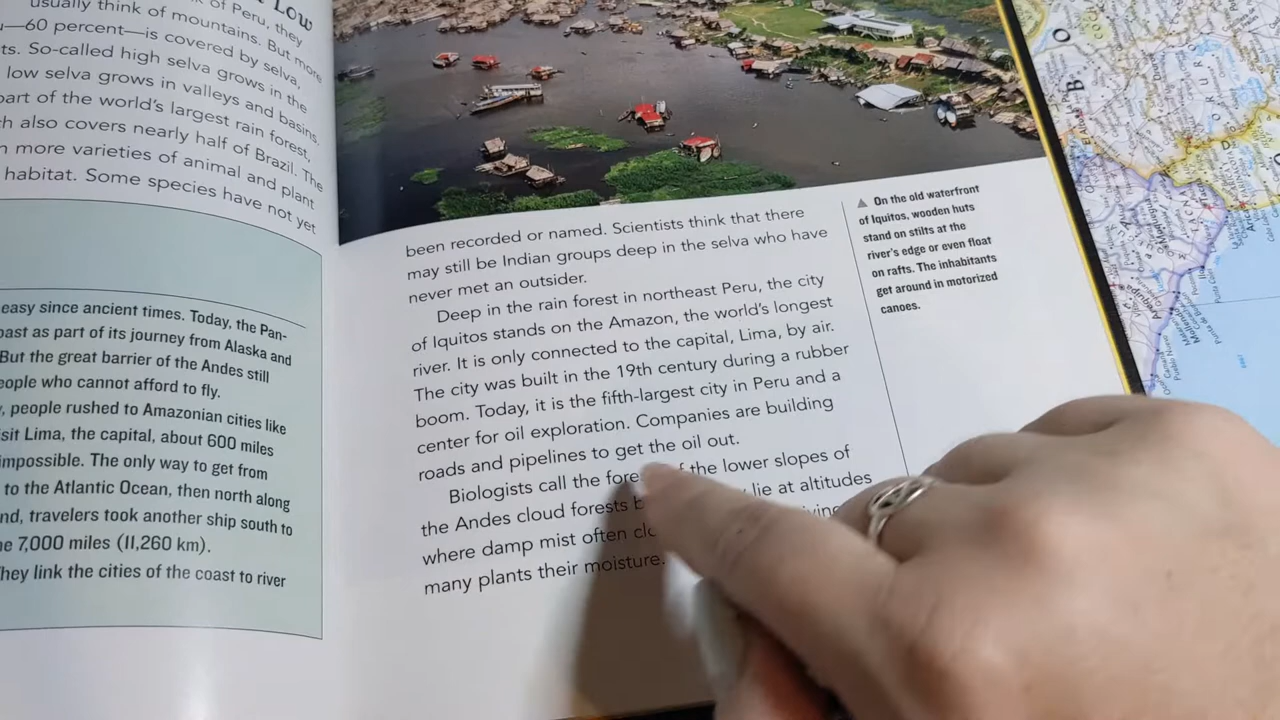 Low
of Peru, they
usually think of mountains. But more
—60 percent—is covered by selva,
ts. So-called high selva grows in the
low selva grows in valleys and basins.
part of the world's largest rain forest,
ch also covers nearly half of Brazil. The
more varieties of animal and plant
habitat. Some species have not yet
easy since ancient times. Today, the Pan-
past as part of its journey from Alaska and
But the great barrier of the Andes still
eople who cannot afford to fly.
, people rushed to Amazonian cities like
isit Lima, the capital, about 600 miles
impossible. The only way to get from
to the Atlantic Ocean, then north along
nd, travelers took another ship south to
e 7,000 miles (11,260 km).
They link the cities of the coast to river
been recorded or named. Scientists think that there
may still be Indian groups deep in the selva who have
never met an outsider.
Deep in the rain forest in northeast Peru, the city
of Iquitos stands on the Amazon, the world's longest
river. It is only connected to the capital, Lima, by air.
The city was built in the 19th century during a rubber
boom. Today, it is the fifth-largest city in Peru and a
center for oil exploration. Companies are building
roads and pipelines to get the oil out.
Biologists call the fore the lower slopes of
the Andes cloud forests b lie at altitudes
where damp mist often clo iving
many plants their moisture.
▲ On the old waterfront
of Iquitos, wooden huts
stand on stilts at the
river's edge or even float
on rafts. The inhabitants
get around in motorized
canoes.
B O
O R U R